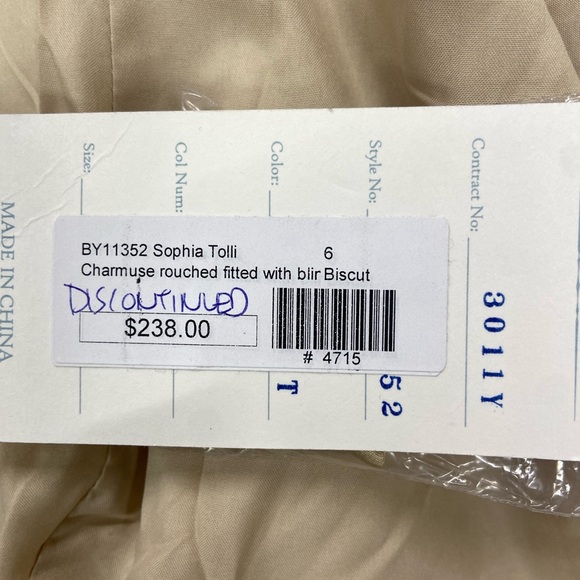 BY11352 Sophia Tolli 6
Charmuse rouched fitted with blir Biscut
DISCONTINUED
$238.00
# 4715
Contract No:
3011Y
Style No:
52
Color:
T
Col Num:
Size:
MADE IN CHINA